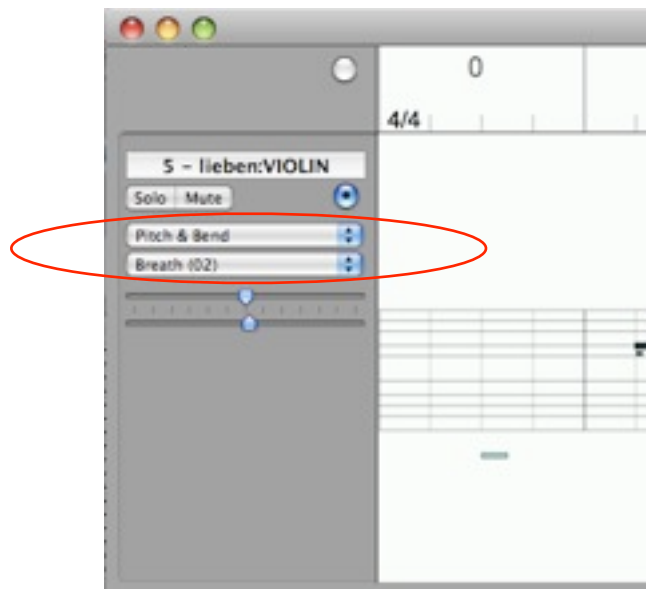 0
4/4
5 - lieben:VIOLIN
Solo Mute
Pitch & Bend
Breath (02)